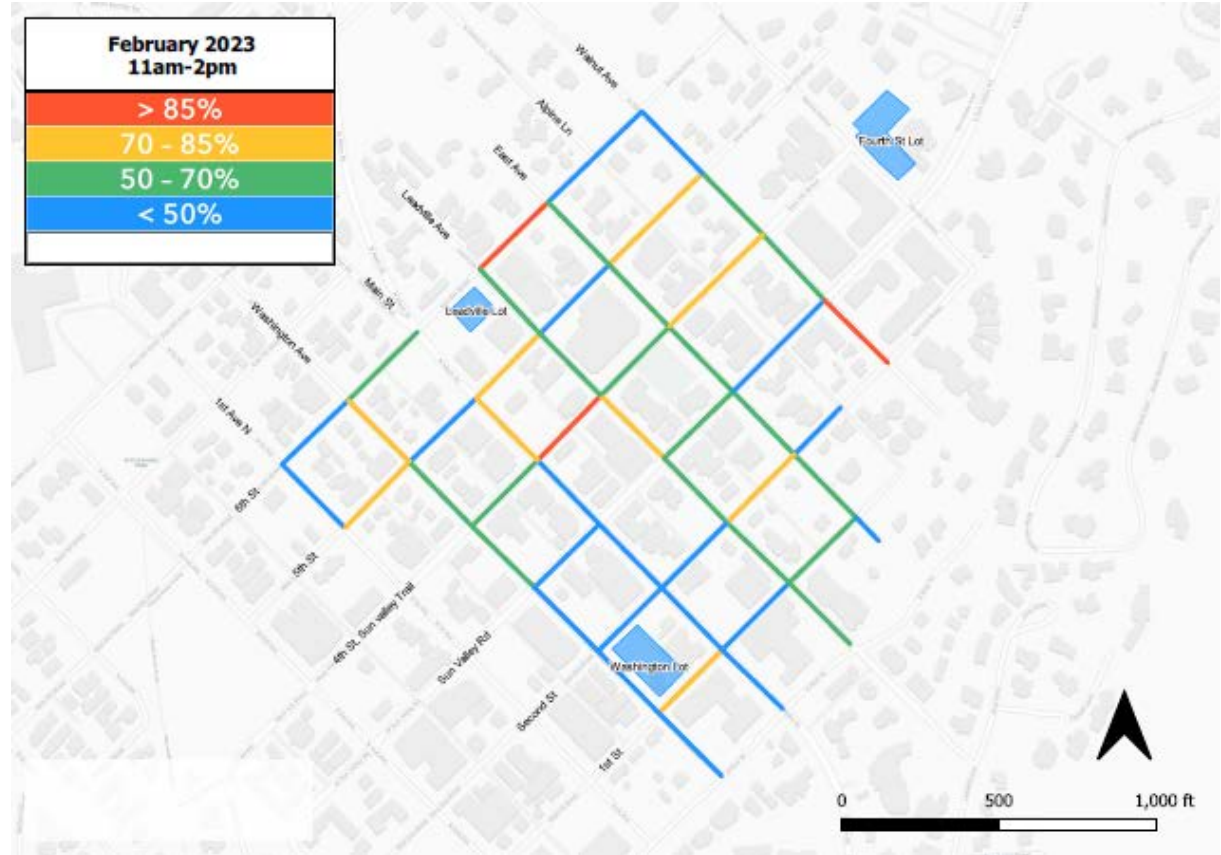 February 2023
11am-2pm
> 85%
70 - 85%
50 - 70%
< 50%
Walnut Ave
Alpine Ln
East Ave
Leadville Ave
Main St
Washington Ave
1st Ave N
Fourth St Lot
Leadville Lot
6th St
5th St
4th St, Sun Valley Trail
Sun Valley Rd
Second St
1st St
Washington Lot
0 500 1,000 ft